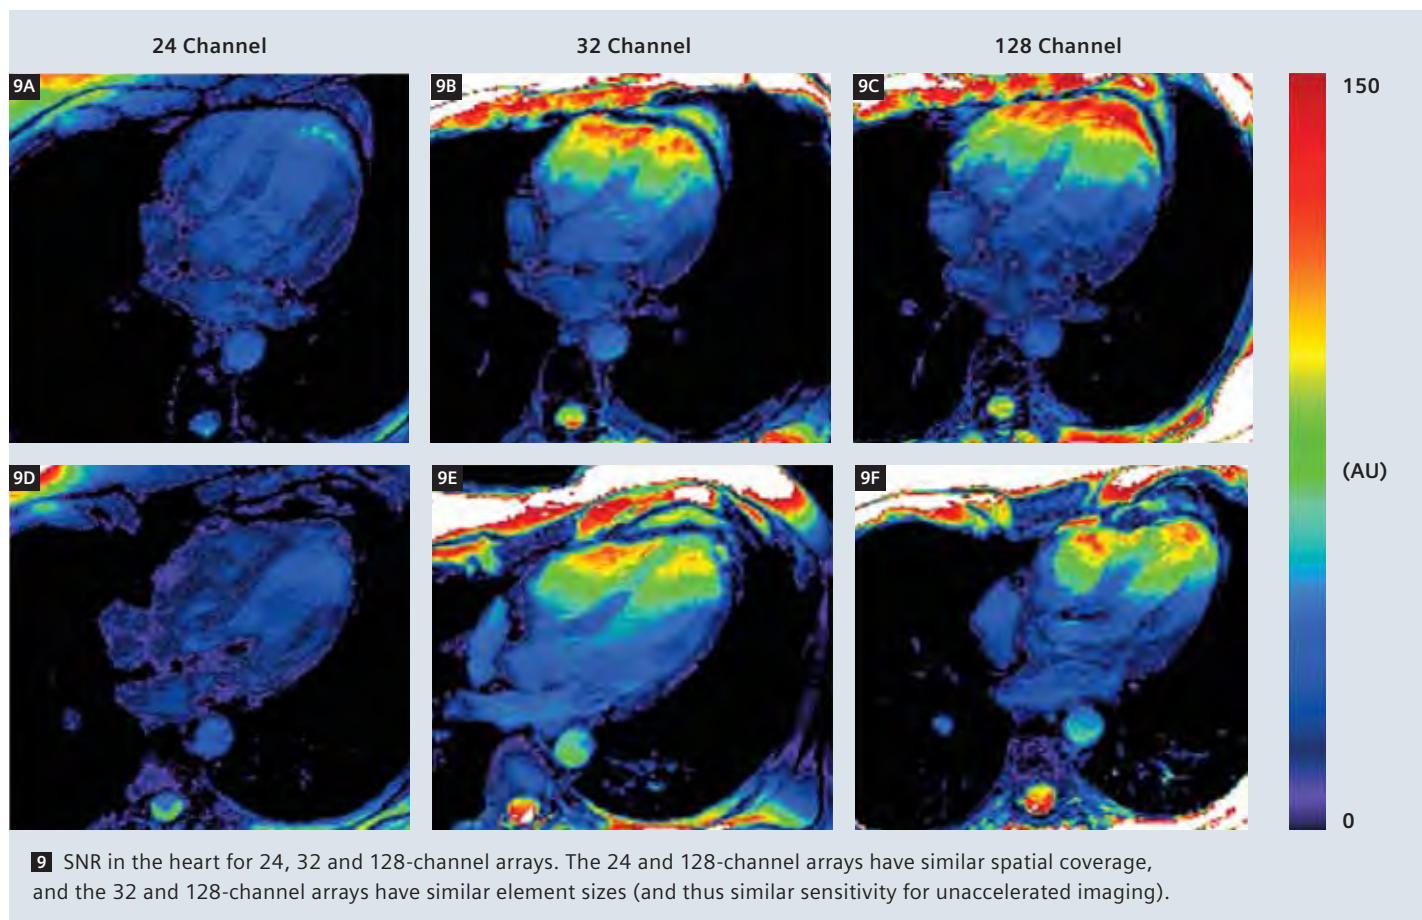 24 Channel
32 Channel
128 Channel
9A
9B
9C
150
(AU)
9D
9E
9F
0
9 SNR in the heart for 24, 32 and 128-channel arrays. The 24 and 128-channel arrays have similar spatial coverage,
and the 32 and 128-channel arrays have similar element sizes (and thus similar sensitivity for unaccelerated imaging).